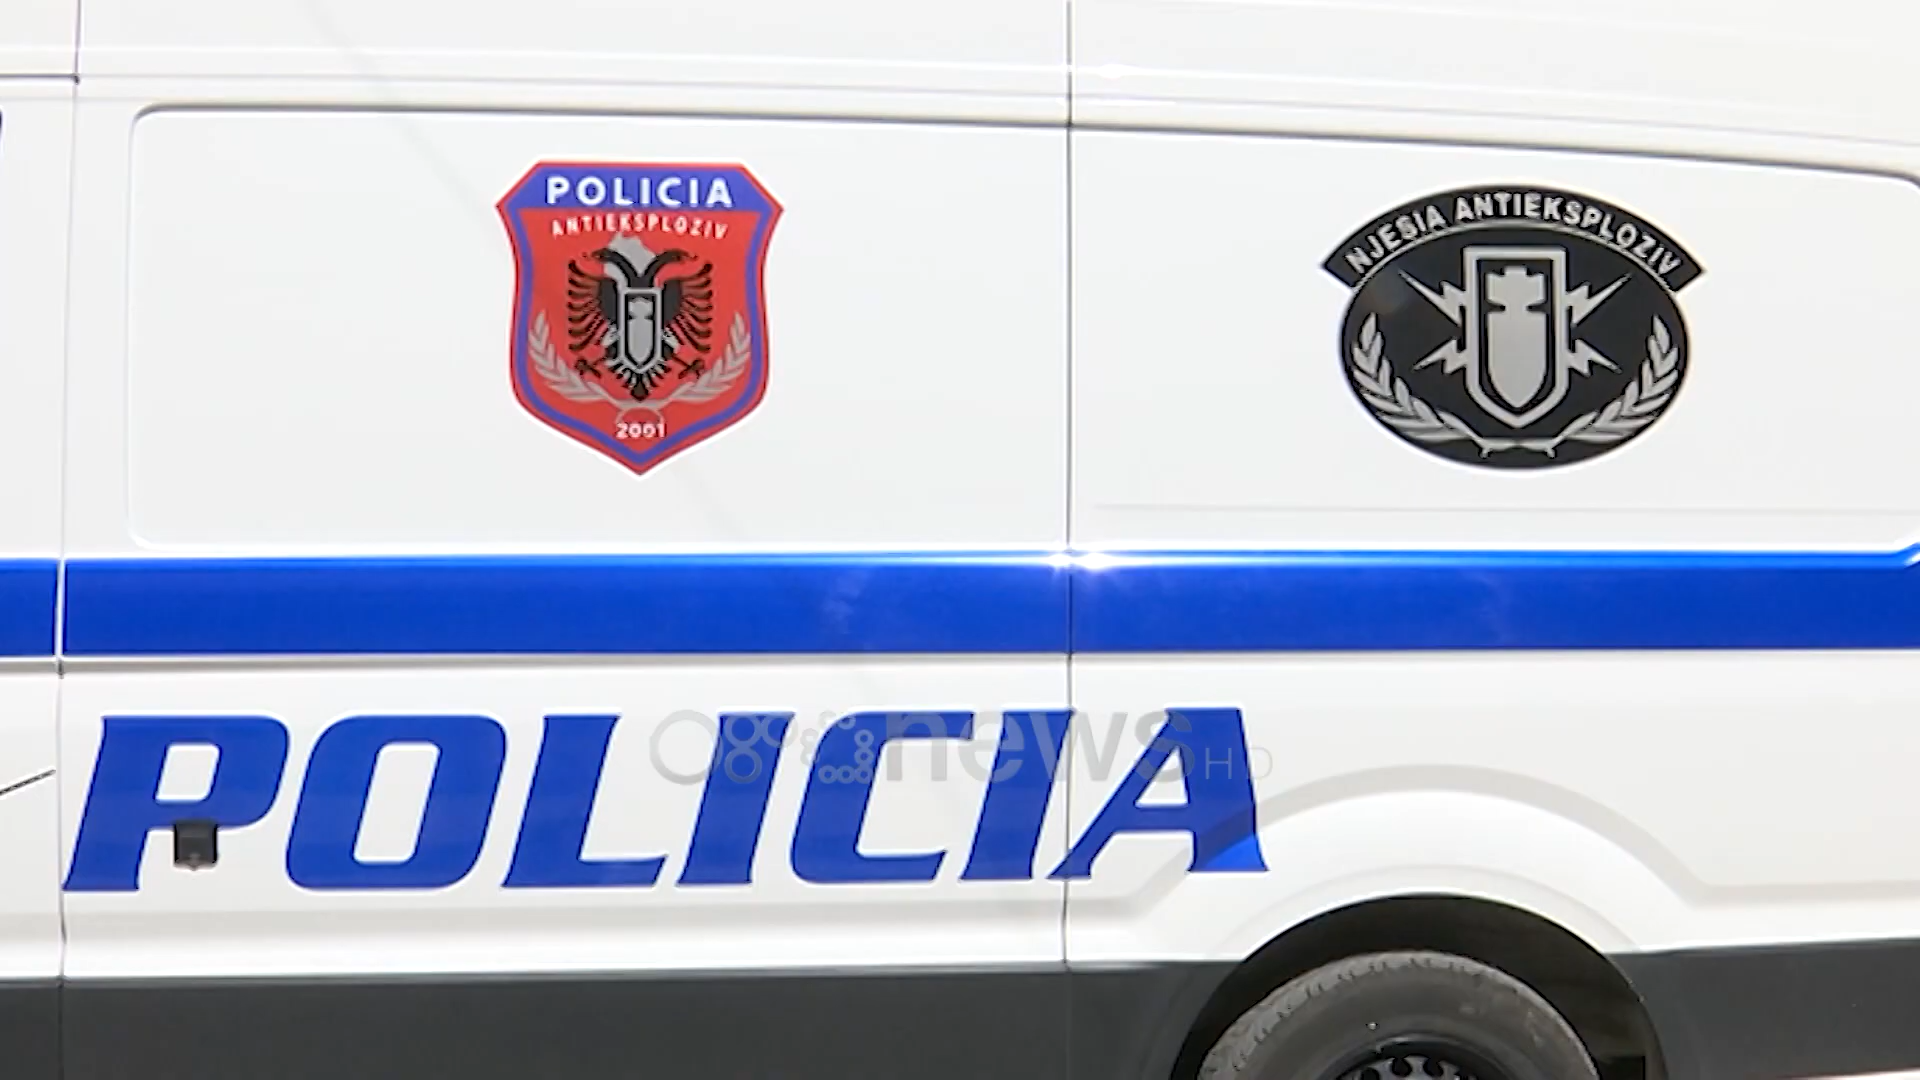 POLICIA
ANTIEKSPLOZIV
2001
NJESIA ANTIEKSPLOZIV
POLICIA
news HD